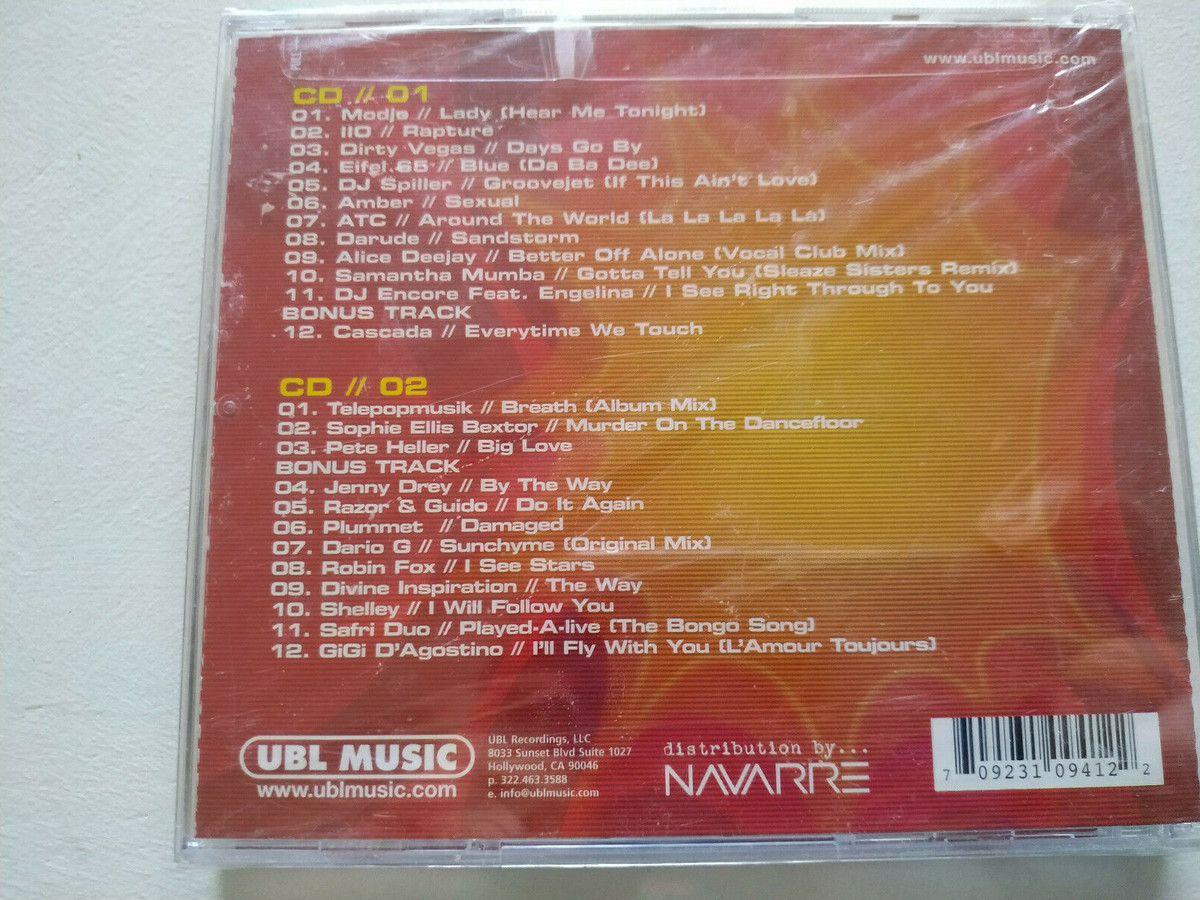 PULL
www.ublmusic.com
CD // 01
01. Modjo // Lady (Hear Me Tonight)
02. IIO // Rapture
03. Dirty Vegas // Days Go By
04. Eifel 65 // Blue (Da Ba Dee)
05. DJ Spiller // Groovejet (If This Ain't Love)
06. Amber // Sexual
07. ATC // Around The World (La La La La La)
08. Darude // Sandstorm
09. Alice Deejay // Better Off Alone (Vocal Club Mix)
10. Samantha Mumba // Gotta Tell You (Sleaze Sisters Remix)
11. DJ Encore Feat. Engelina // I See Right Through To You
BONUS TRACK
12. Cascada // Everytime We Touch
CD // 02
01. Telepopmusik // Breath (Album Mix)
02. Sophie Ellis Bextor // Murder On The Dancefloor
03. Pete Heller // Big Love
BONUS TRACK
04. Jenny Drey // By The Way
05. Razor & Guido // Do It Again
06. Plummet // Damaged
07. Dario G // Sunchyme (Original Mix)
08. Robin Fox // I See Stars
09. Divine Inspiration // The Way
10. Shelley // I Will Follow You
11. Safri Duo // Played-A-live (The Bongo Song)
12. GiGi D'Agostino // I'll Fly With You (L'Amour Toujours)
UBL MUSIC
www.ublmusic.com
UBL Recordings, LLC
8033 Sunset Blvd Suite 1027
Hollywood, CA 90046
p. 322.463.3588
e. info@ublmusic.com
distribution by...
NAVARRE
7 09231 09412 2